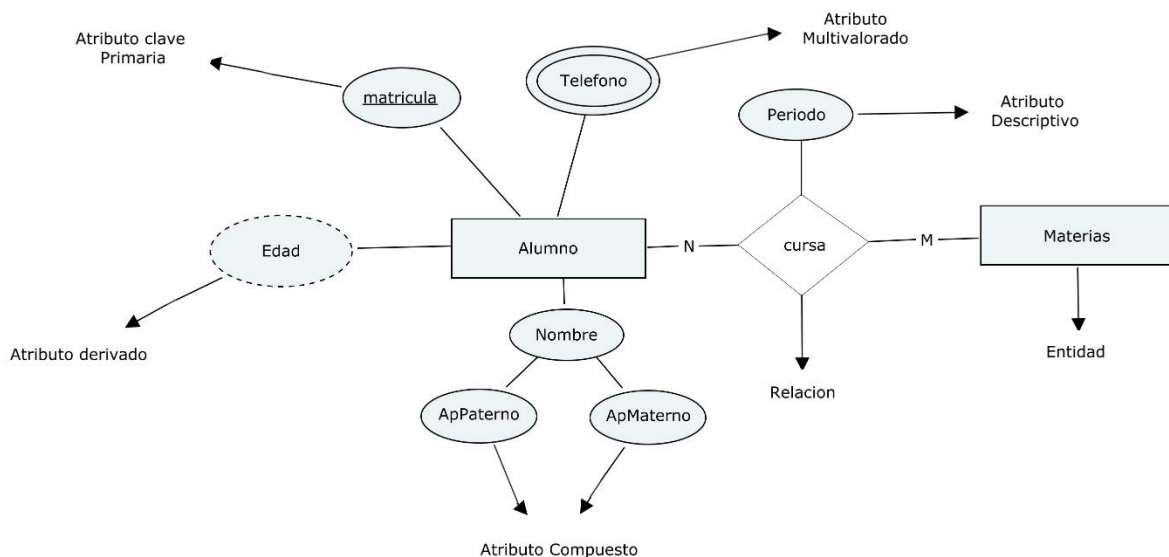 Atributo clave
Primaria
matricula
Telefono
Atributo
Multivalorado
Periodo
Atributo
Descriptivo
Edad
Alumno
N
cursa
M
Materias
Atributo derivado
Nombre
Entidad
Relacion
ApPaterno
ApMaterno
Atributo Compuesto